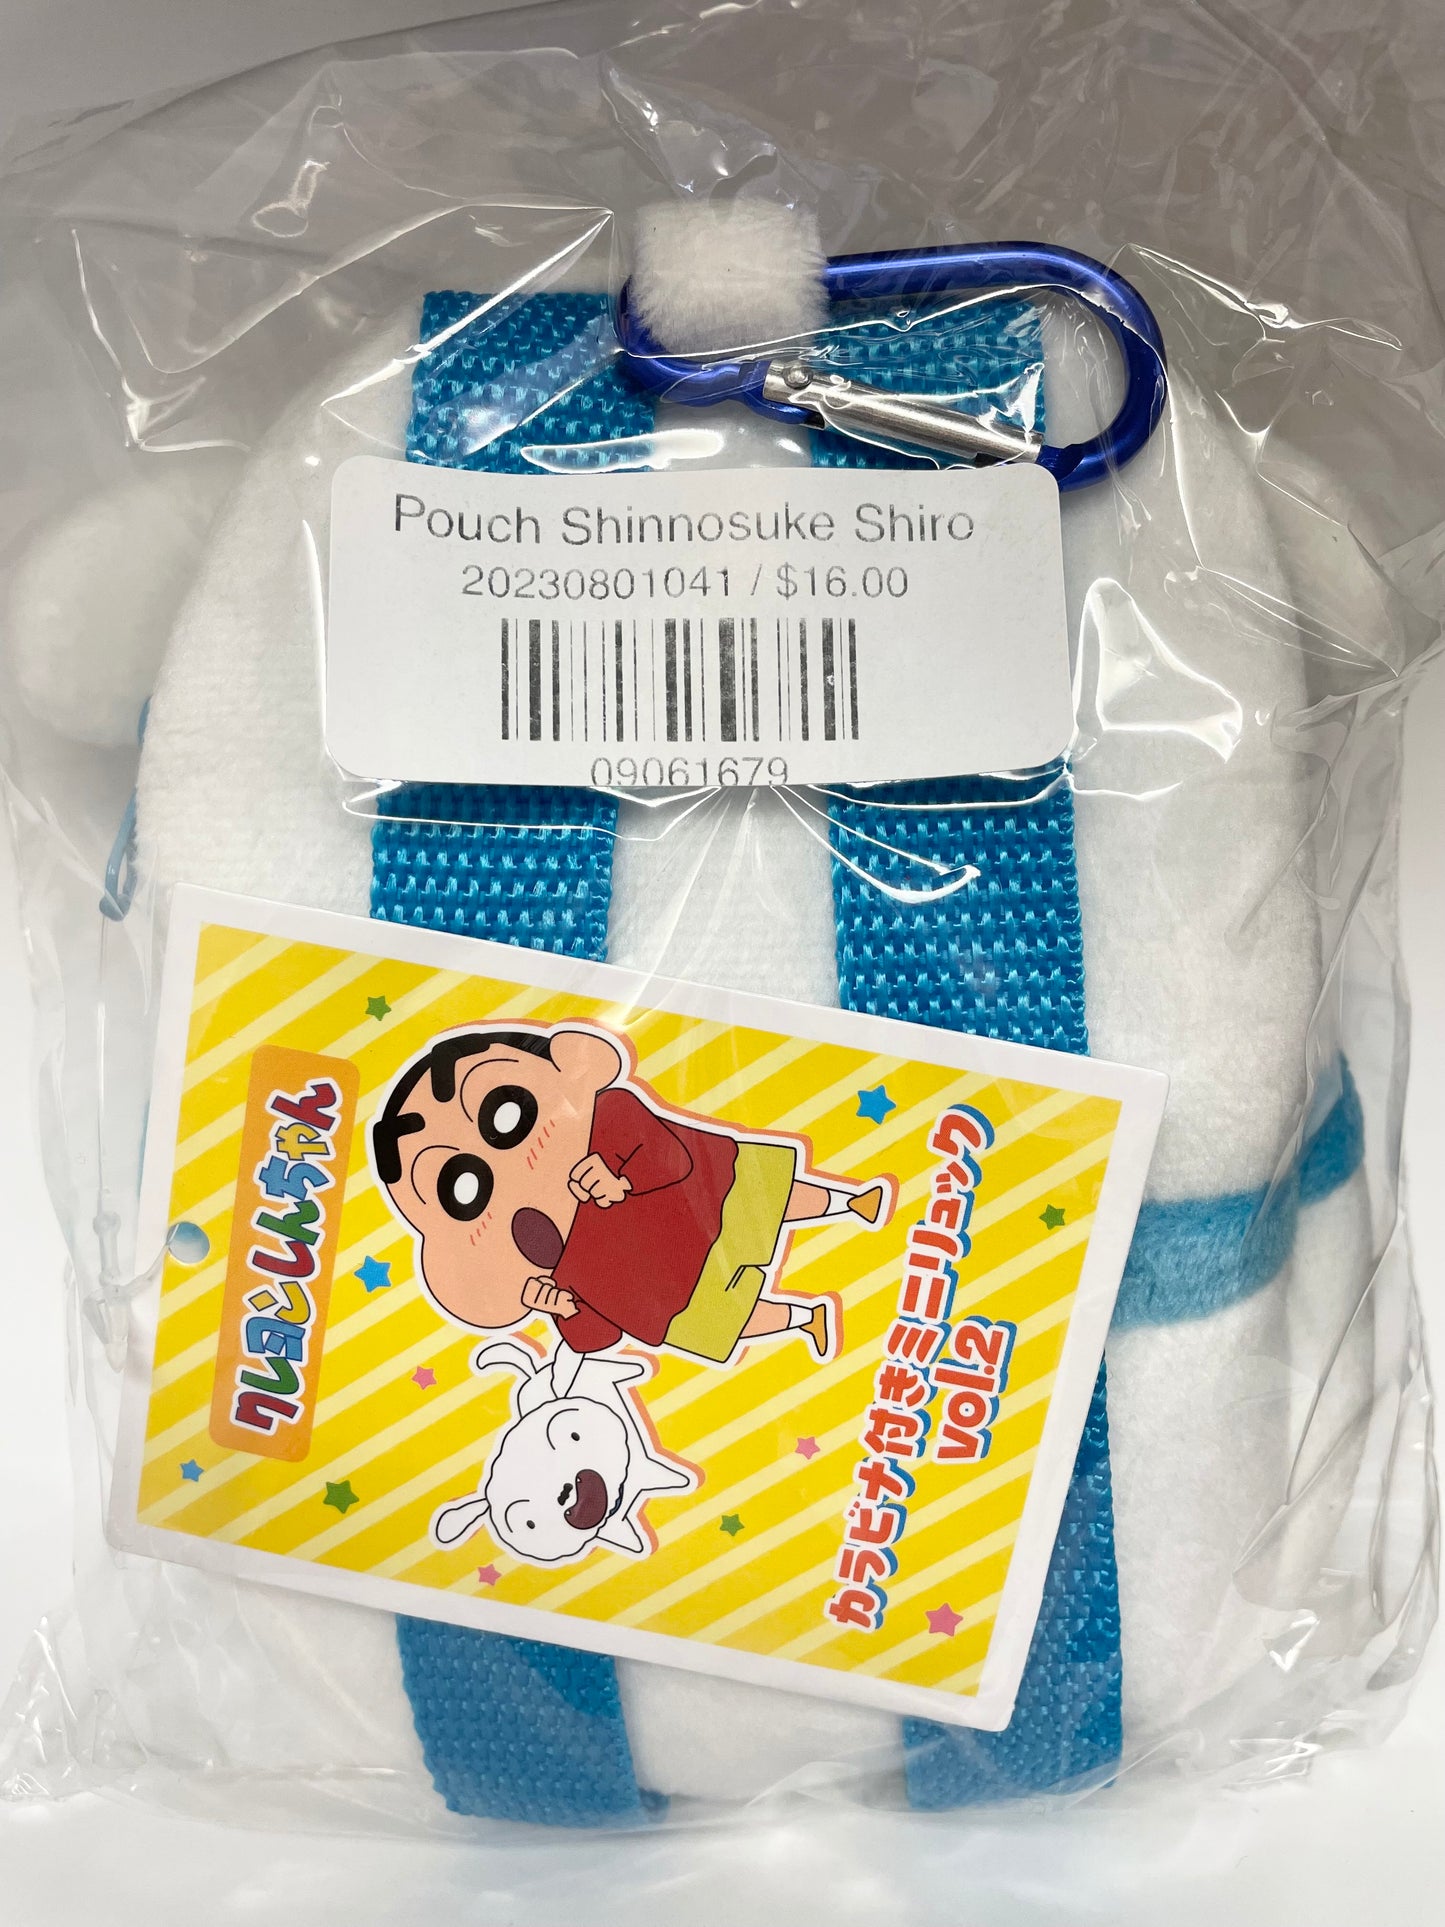 Pouch Shinnosuke Shiro
20230801041 / $16.00
09061679
クレヨンしんちゃん
カラビナ付きミニリュック
vol.2